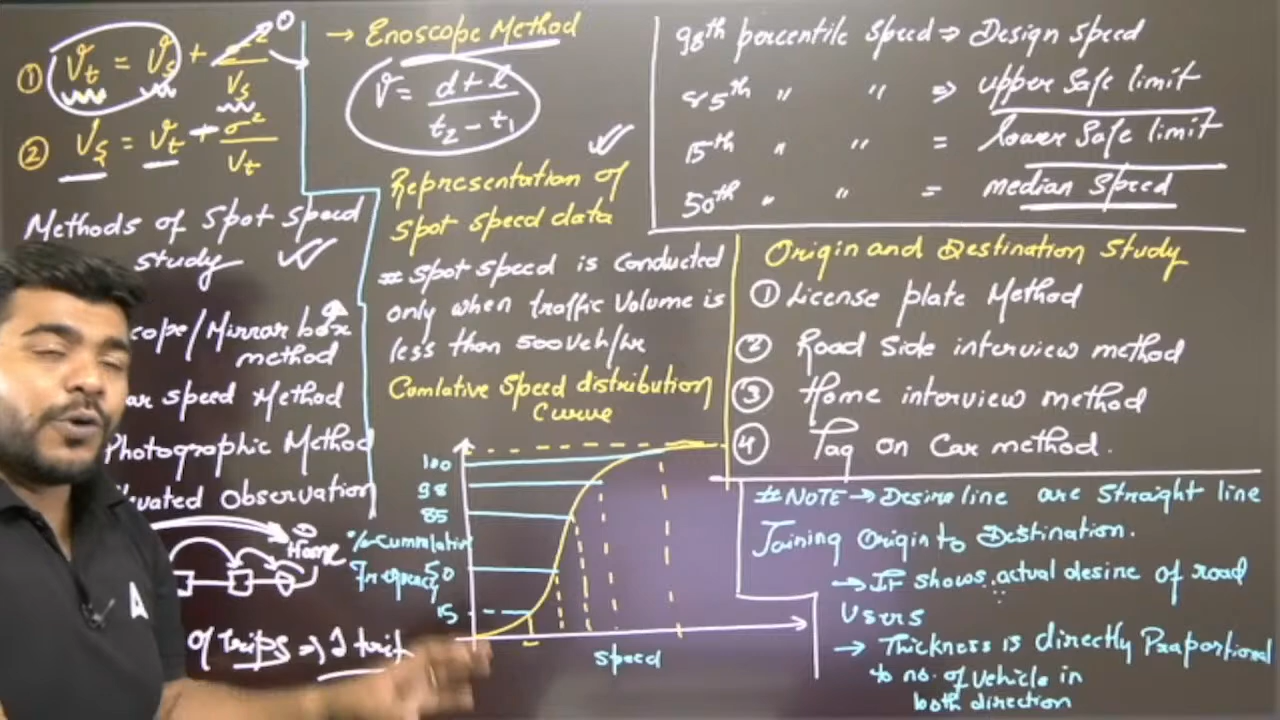 ① Vt = Vs + σ²/Vs → 0
② Vs = Vt - σ²/Vt
Methods of Spot Speed
Study
cope/Mirror box
method
ar speed Method
Photographic Method
vated Observation
D
Home
of Trips ⇒ 1 trip
→ Enoscope Method
V = (d + l)/(t₂ - t₁)
Representation of
Spot speed data
# Spot speed is Conducted
only when traffic volume is
less than 500 Veh/hr
Comlative Speed distribution
Curve
100
98
85
% Cummulative
Frequency 50
15
Speed
98th percentile Speed ⇒ Design Speed
85th " " ⇒ upper Safe limit
15th " " = lower Safe limit
50th " " = median Speed
Origin and Destination Study
① License plate Method
② Road Side interview method
③ Home interview method
④ Tag on Car method.
# NOTE → Desire line are Straight line
Joining Origin to Destination.
→ It shows actual desire of road
Users
→ Thickness is directly Praportional
to no. of vehicle in
both direction
A